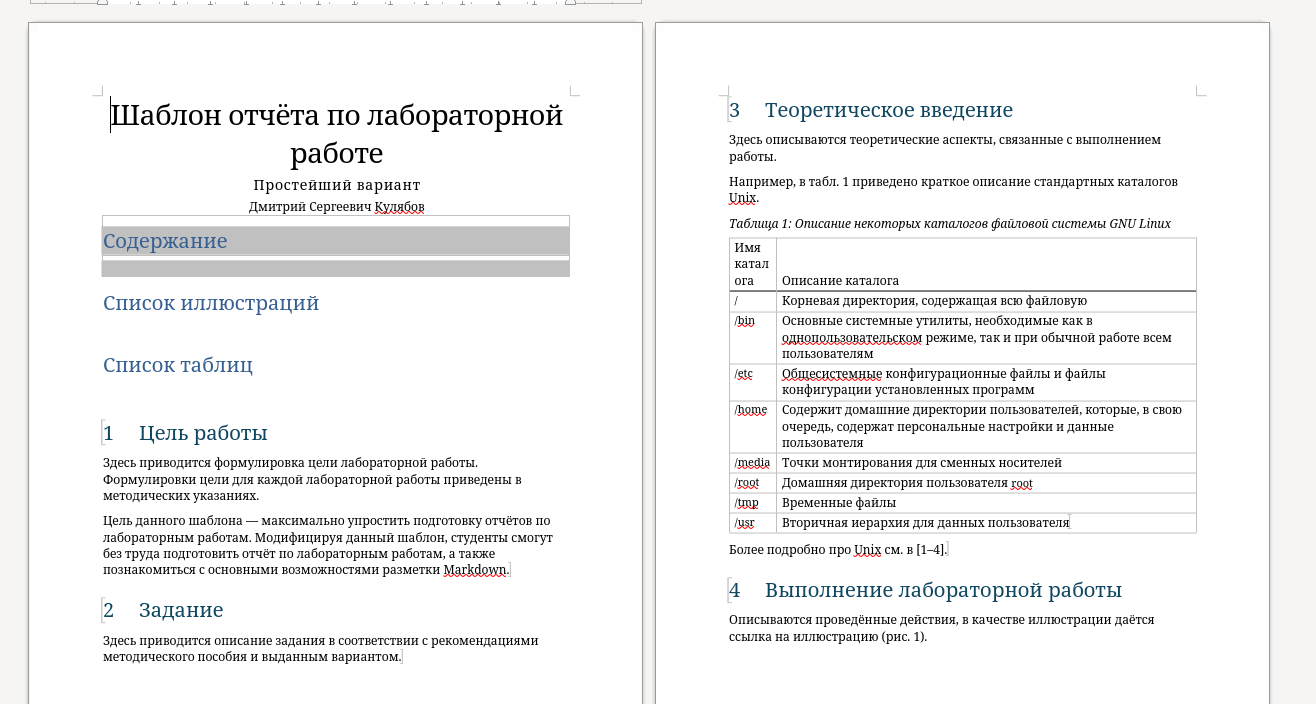 Шаблон отчёта по лабораторной
работе
Простейший вариант
Дмитрий Сергеевич Кулябов
Содержание
Список иллюстраций
Список таблиц
1 Цель работы
Здесь приводится формулировка цели лабораторной работы.
Формулировки цели для каждой лабораторной работы приведены в
методических указаниях.
Цель данного шаблона — максимально упростить подготовку отчётов по
лабораторным работам. Модифицируя данный шаблон, студенты смогут
без труда подготовить отчёт по лабораторным работам, а также
познакомиться с основными возможностями разметки Markdown.
2 Задание
Здесь приводится описание задания в соответствии с рекомендациями
методического пособия и выданным вариантом.
3 Теоретическое введение
Здесь описываются теоретические аспекты, связанные с выполнением
работы.
Например, в табл. 1 приведено краткое описание стандартных каталогов
Unix.
Таблица 1: Описание некоторых каталогов файловой системы GNU Linux
Имя
катал
ога Описание каталога
/ Корневая директория, содержащая всю файловую
/bin Основные системные утилиты, необходимые как в
однопользовательском режиме, так и при обычной работе всем
пользователям
/etc Общесистемные конфигурационные файлы и файлы
конфигурации установленных программ
/home Содержит домашние директории пользователей, которые, в свою
очередь, содержат персональные настройки и данные
пользователя
/media Точки монтирования для сменных носителей
/root Домашняя директория пользователя root
/tmp Временные файлы
/usr Вторичная иерархия для данных пользователя
Более подробно про Unix см. в [1–4].
4 Выполнение лабораторной работы
Описываются проведённые действия, в качестве иллюстрации даётся
ссылка на иллюстрацию (рис. 1).